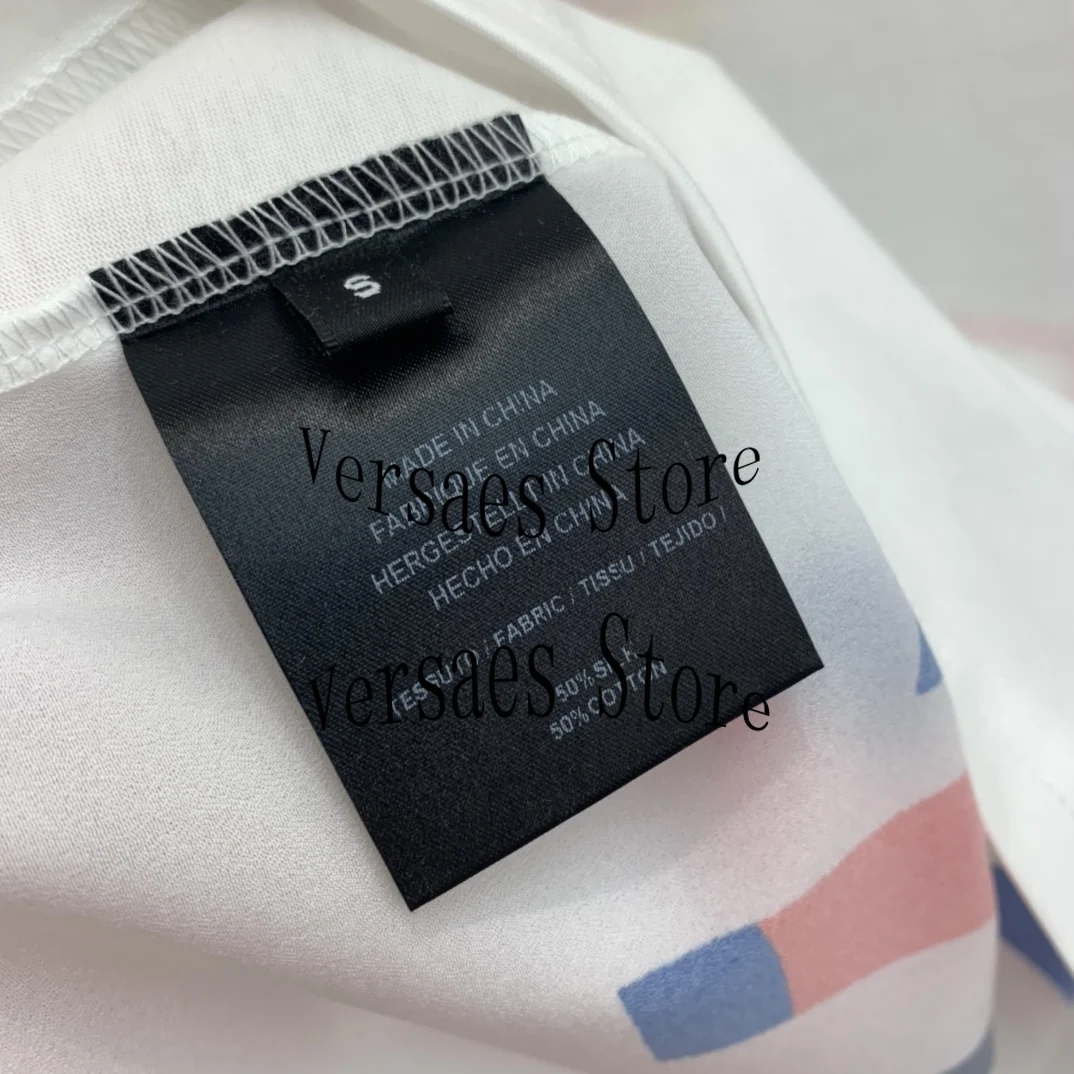 S
MADE IN CHINA
FABRIQUE EN CHINA
HERGESTELLT IN CHINA
HECHO EN CHINA
TESSUTO / FABRIC / TISSU / TEJIDO /
50% SILK
50% COTTON
Versaes Store
Versaes Store